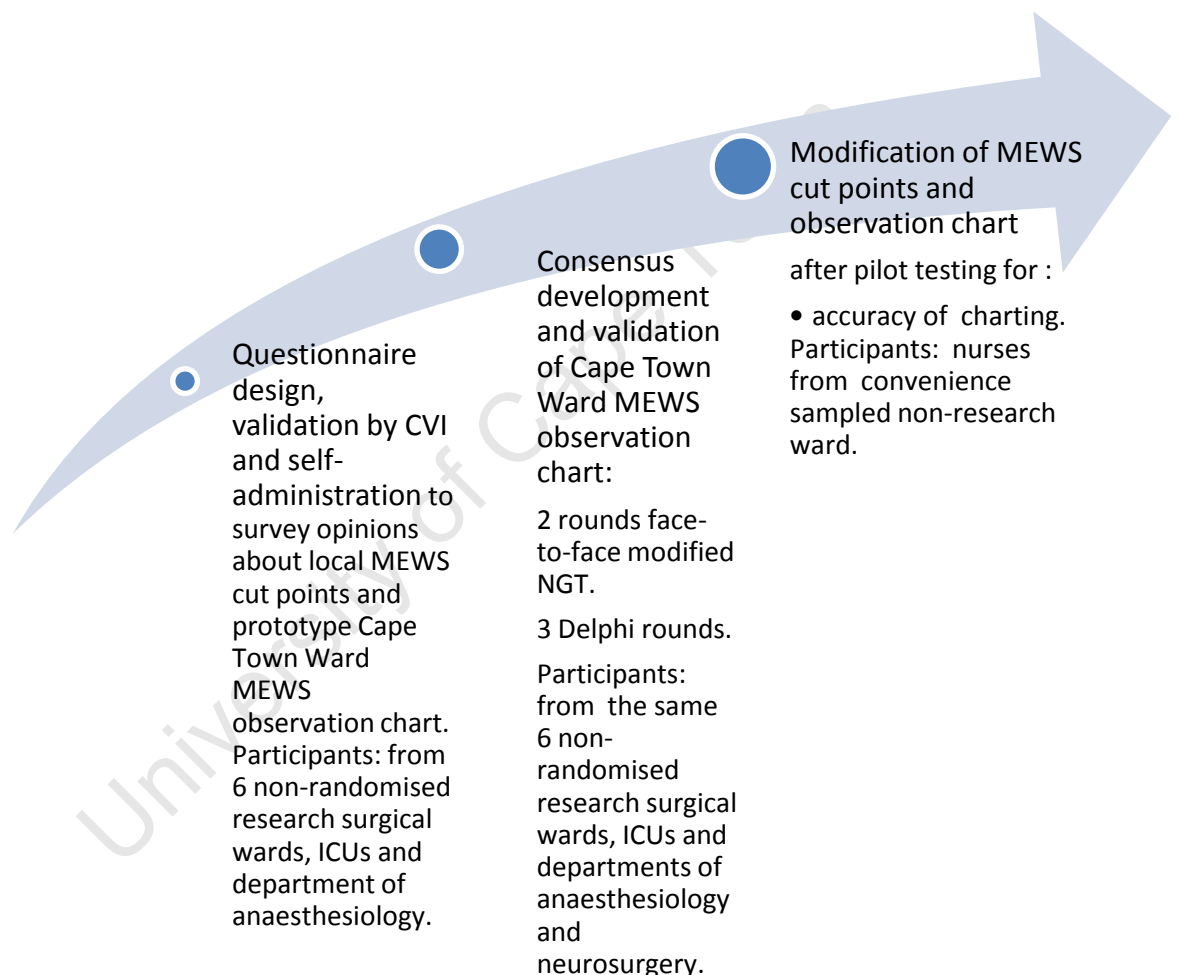 Questionnaire
design,
validation by CVI
and self-
administration to
survey opinions
about local MEWS
cut points and
prototype Cape
Town Ward
MEWS
observation chart.
Participants: from
6 non-randomised
research surgical
wards, ICUs and
department of
anaesthesiology.
Consensus
development
and validation
of Cape Town
Ward MEWS
observation
chart:
2 rounds face-
to-face modified
NGT.
3 Delphi rounds.
Participants:
from the same
6 non-
randomised
research surgical
wards, ICUs and
departments of
anaesthesiology
and
neurosurgery.
Modification of MEWS
cut points and
observation chart
after pilot testing for :
• accuracy of charting.
Participants: nurses
from convenience
sampled non-research
ward.
University of Cape